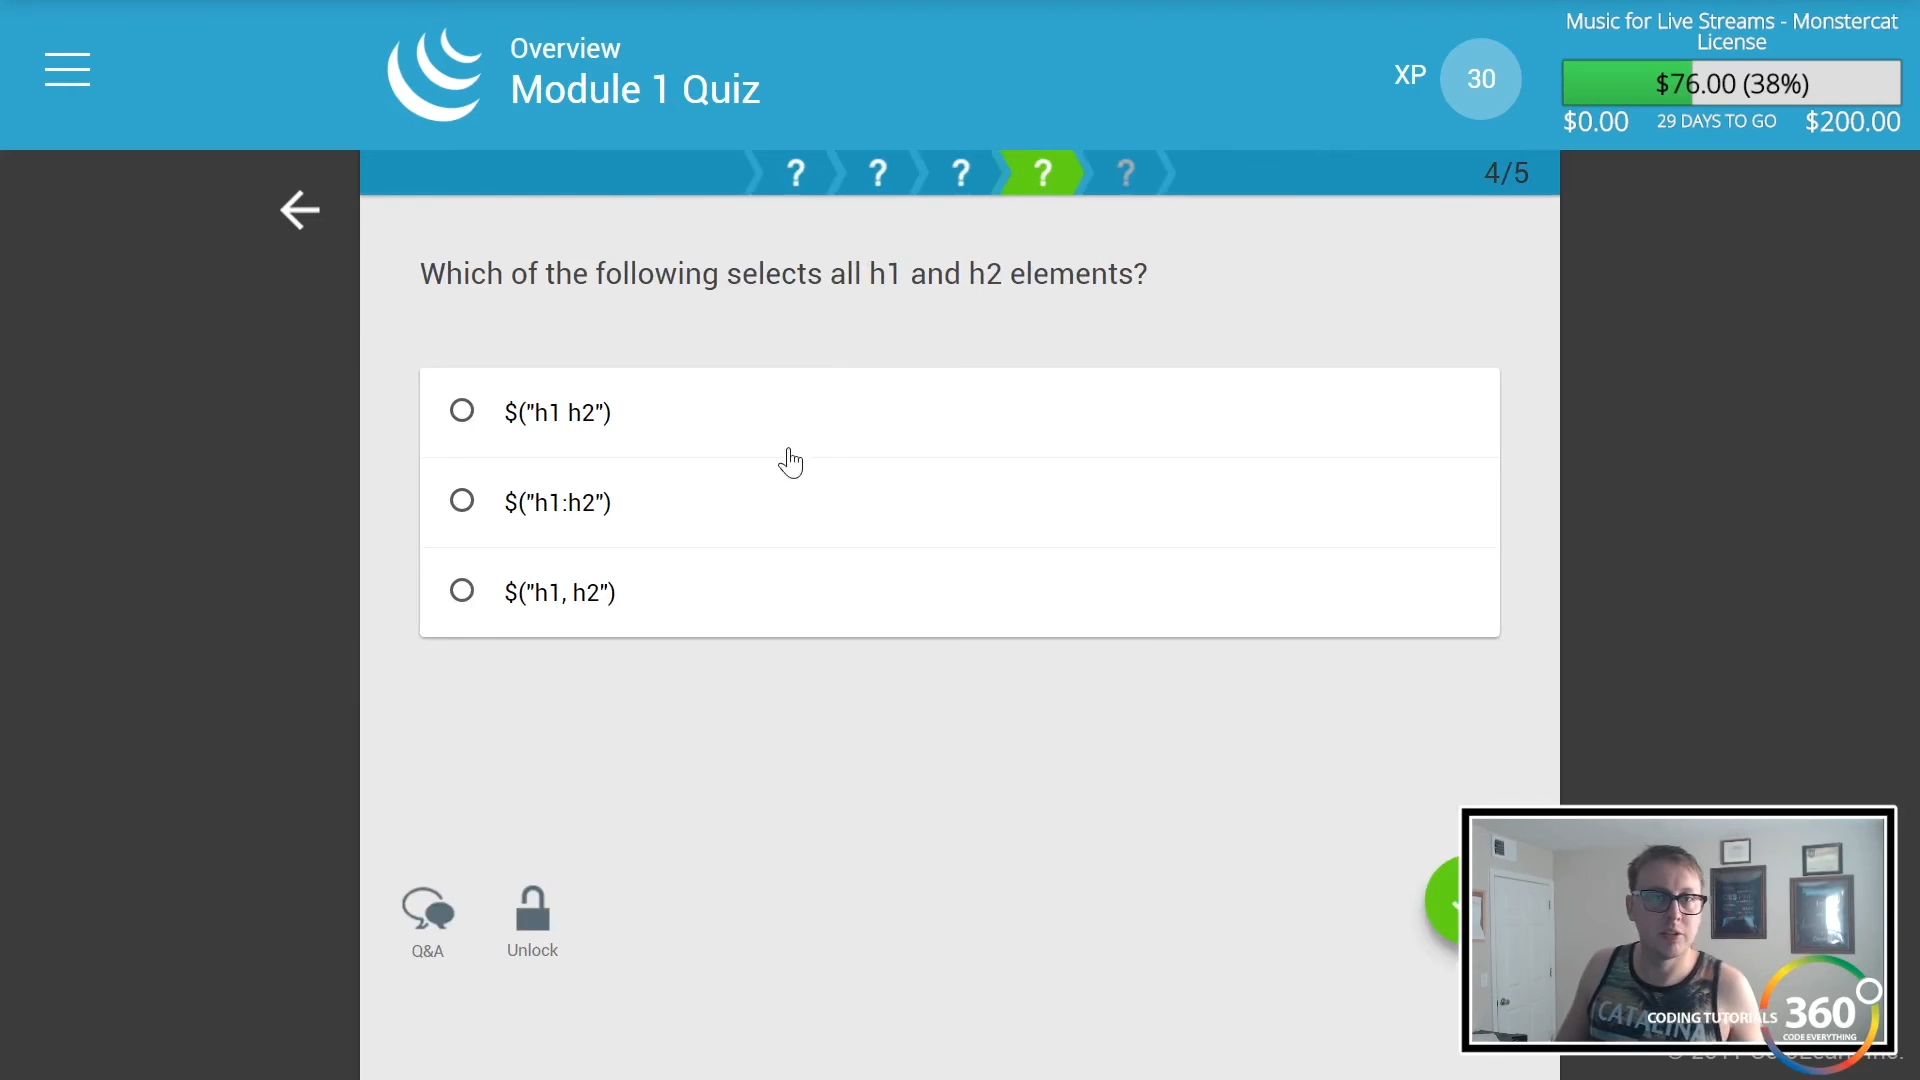 Overview
Module 1 Quiz
XP 30
Music for Live Streams - Monstercat
License
$76.00 (38%)
$0.00 29 DAYS TO GO $200.00
? ? ? ? ? 4/5
Which of the following selects all h1 and h2 elements?
$("h1 h2")
$("h1:h2")
$("h1, h2")
Q&A
Unlock
CATALINA
CODING TUTORIALS 360
CODE EVERYTHING